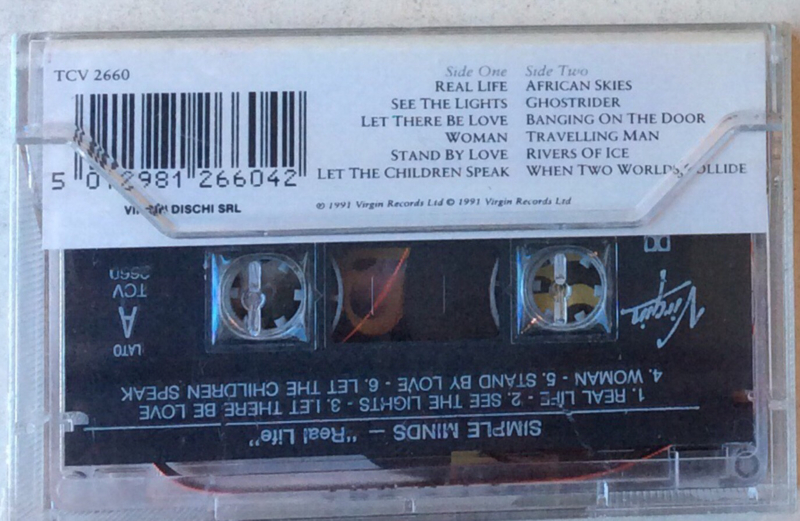 TCV 2660
Side One Side Two
REAL LIFE AFRICAN SKIES
SEE THE LIGHTS GHOSTRIDER
LET THERE BE LOVE BANGING ON THE DOOR
WOMAN TRAVELLING MAN
STAND BY LOVE RIVERS OF ICE
LET THE CHILDREN SPEAK WHEN TWO WORLDS COLLIDE
5 012981 266042
VIRGIN DISCHI SRL
℗ 1991 Virgin Records Ltd © 1991 Virgin Records Ltd
SIMPLE MINDS – "Real Life"
1. REAL LIFE - 2. SEE THE LIGHTS - 3. LET THERE BE LOVE
4. WOMAN - 5. STAND BY LOVE - 6. LET THE CHILDREN SPEAK
Virgin
LATO
A
TCV
2660